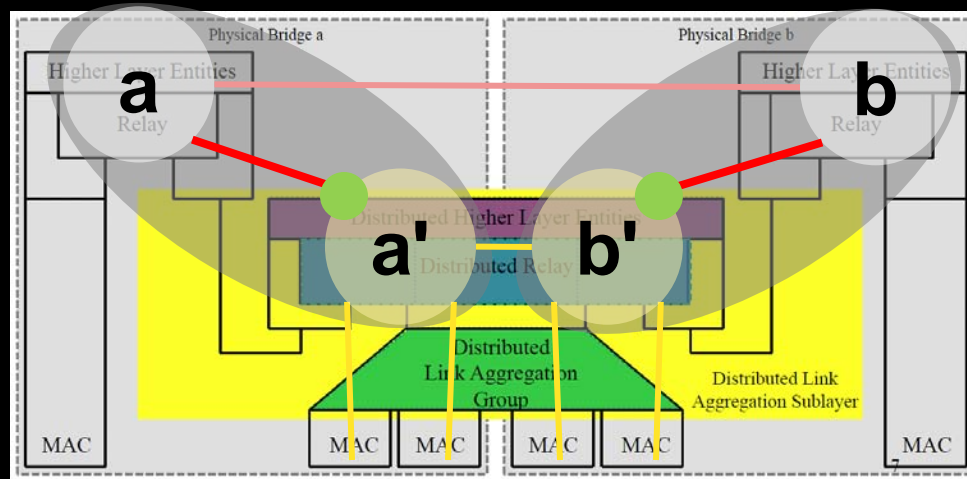 Physical Bridge a
Physical Bridge b
Higher Layer Entities
Higher Layer Entities
a
b
Relay
Relay
Distributed Higher Layer Entities
a'
b'
Distributed Relay
Distributed
Link Aggregation
Group
Distributed Link
Aggregation Sublayer
MAC
MAC
MAC
MAC
MAC
MAC
7